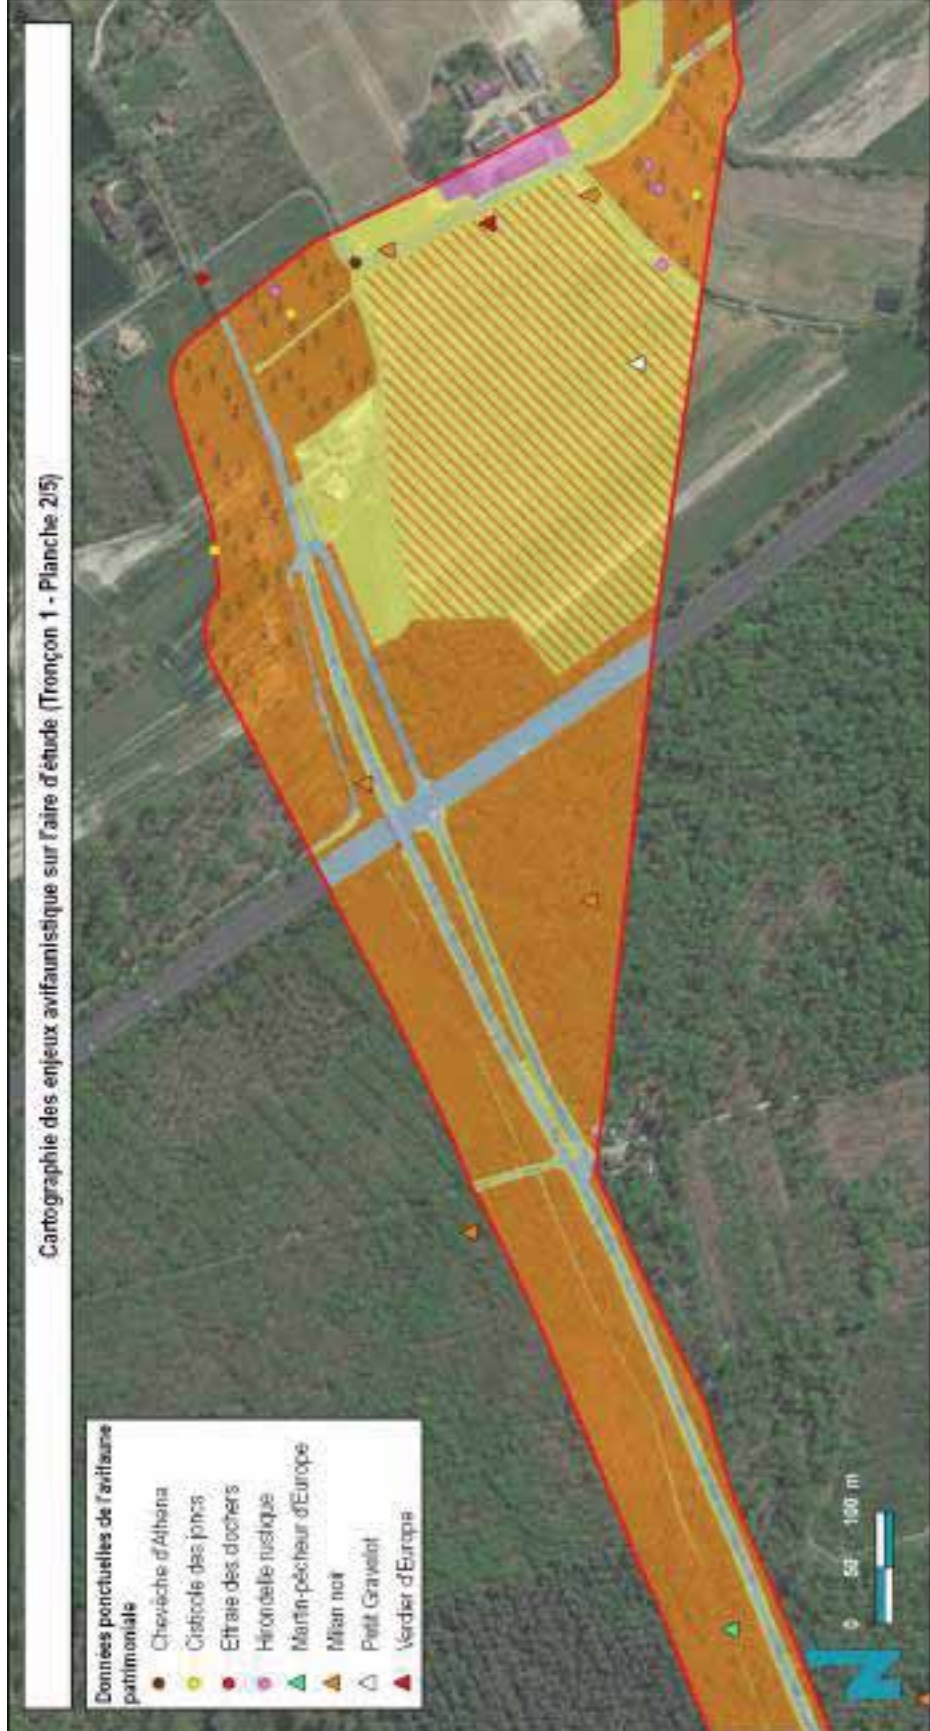 Cartographie des enjeux avifaunistique sur l'aire d'étude (Tronçon 1 - Planche 2/5)
Données ponctuelles de l'avifaune
patrimoniale
Chevêche d'Athena
Cisticole des joncs
Effraie des clochers
Hirondelle rustique
Martin-pêcheur d'Europe
Milan noir
Petit Gravelot
Verdier d'Europe
0 50 100 m
N